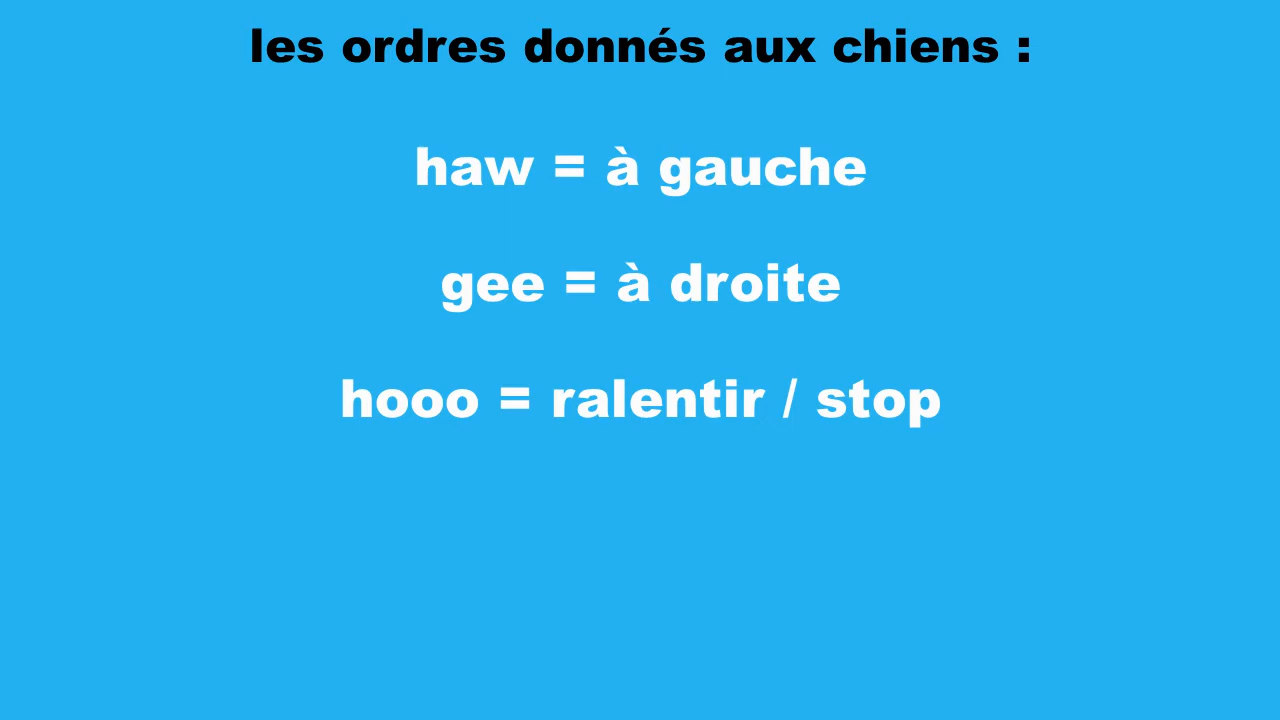 les ordres donnés aux chiens :
haw = à gauche
gee = à droite
hooo = ralentir / stop